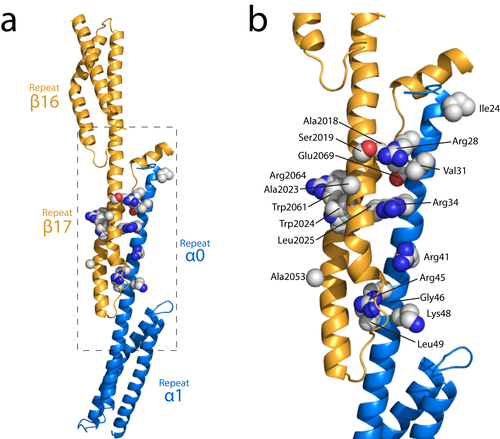 a
Repeat
β16
Repeat
β17
Repeat
α0
Repeat
α1
b
Ile24
Ala2018
Ser2019
Arg28
Glu2069
Val31
Arg2064
Ala2023
Arg34
Trp2061
Trp2024
Leu2025
Arg41
Ala2053
Arg45
Gly46
Lys48
Leu49